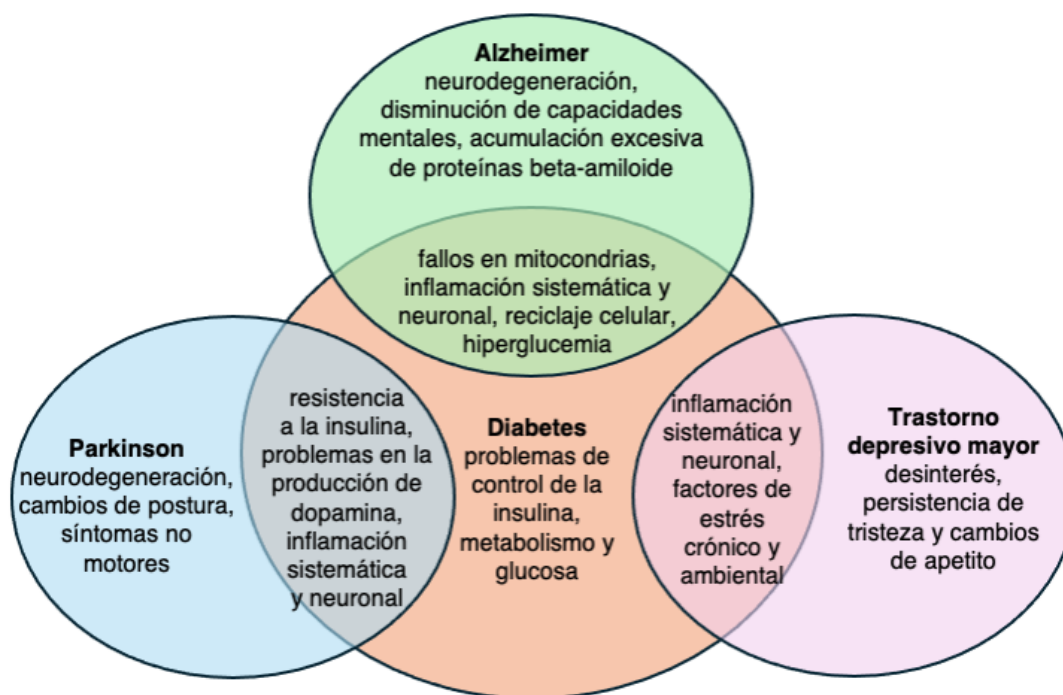 Alzheimer
neurodegeneración,
disminución de capacidades
mentales, acumulación excesiva
de proteínas beta-amiloide
fallos en mitocondrias,
inflamación sistemática y
neuronal, reciclaje celular,
hiperglucemia
Parkinson
neurodegeneración,
cambios de postura,
síntomas no
motores
resistencia
a la insulina,
problemas en la
producción de
dopamina,
inflamación
sistemática
y neuronal
Diabetes
problemas de
control de la
insulina,
metabolismo y
glucosa
inflamación
sistemática y
neuronal,
factores de
estrés
crónico y
ambiental
Trastorno
depresivo mayor
desinterés,
persistencia de
tristeza y cambios
de apetito